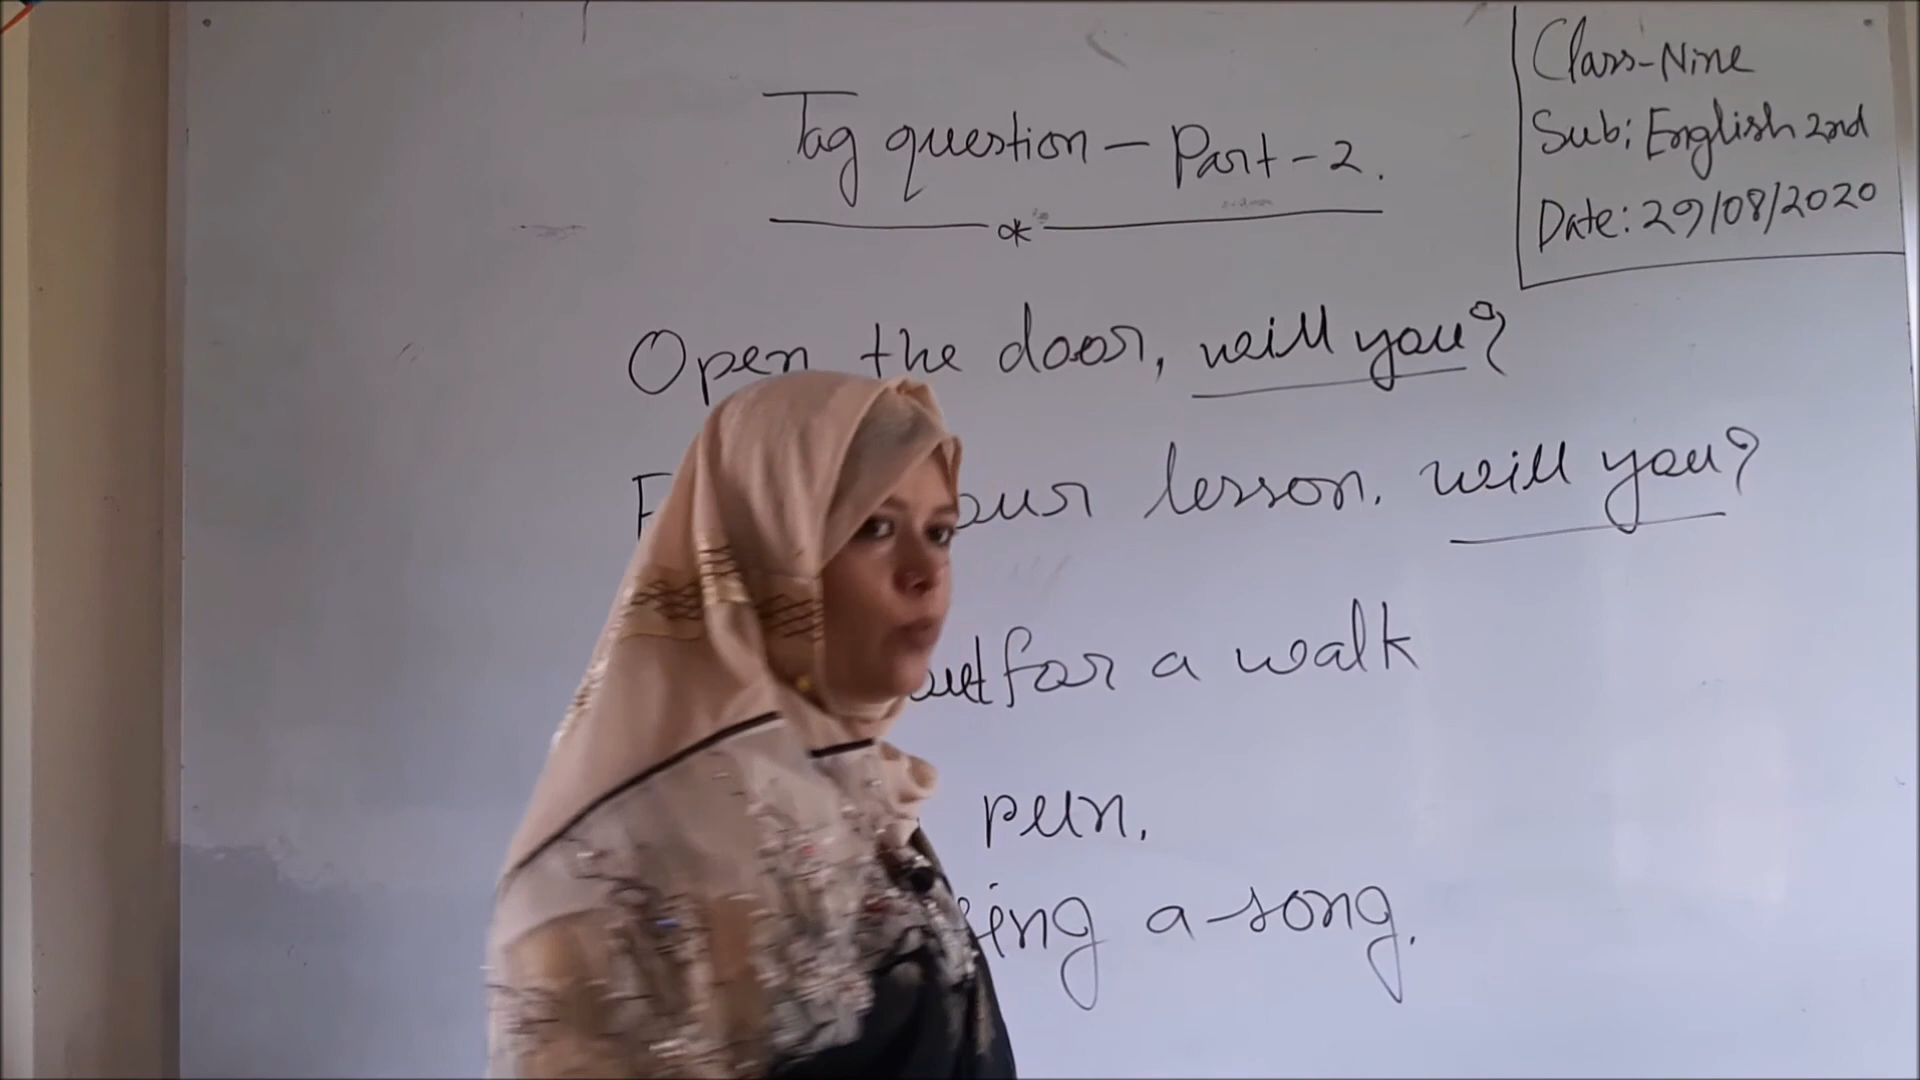 Class-Nine
Sub: English 2nd
Date: 29/08/2020
Tag question - Part-2.
Open the door, will you?
lesson. will you?
for a walk
pen.
a song.